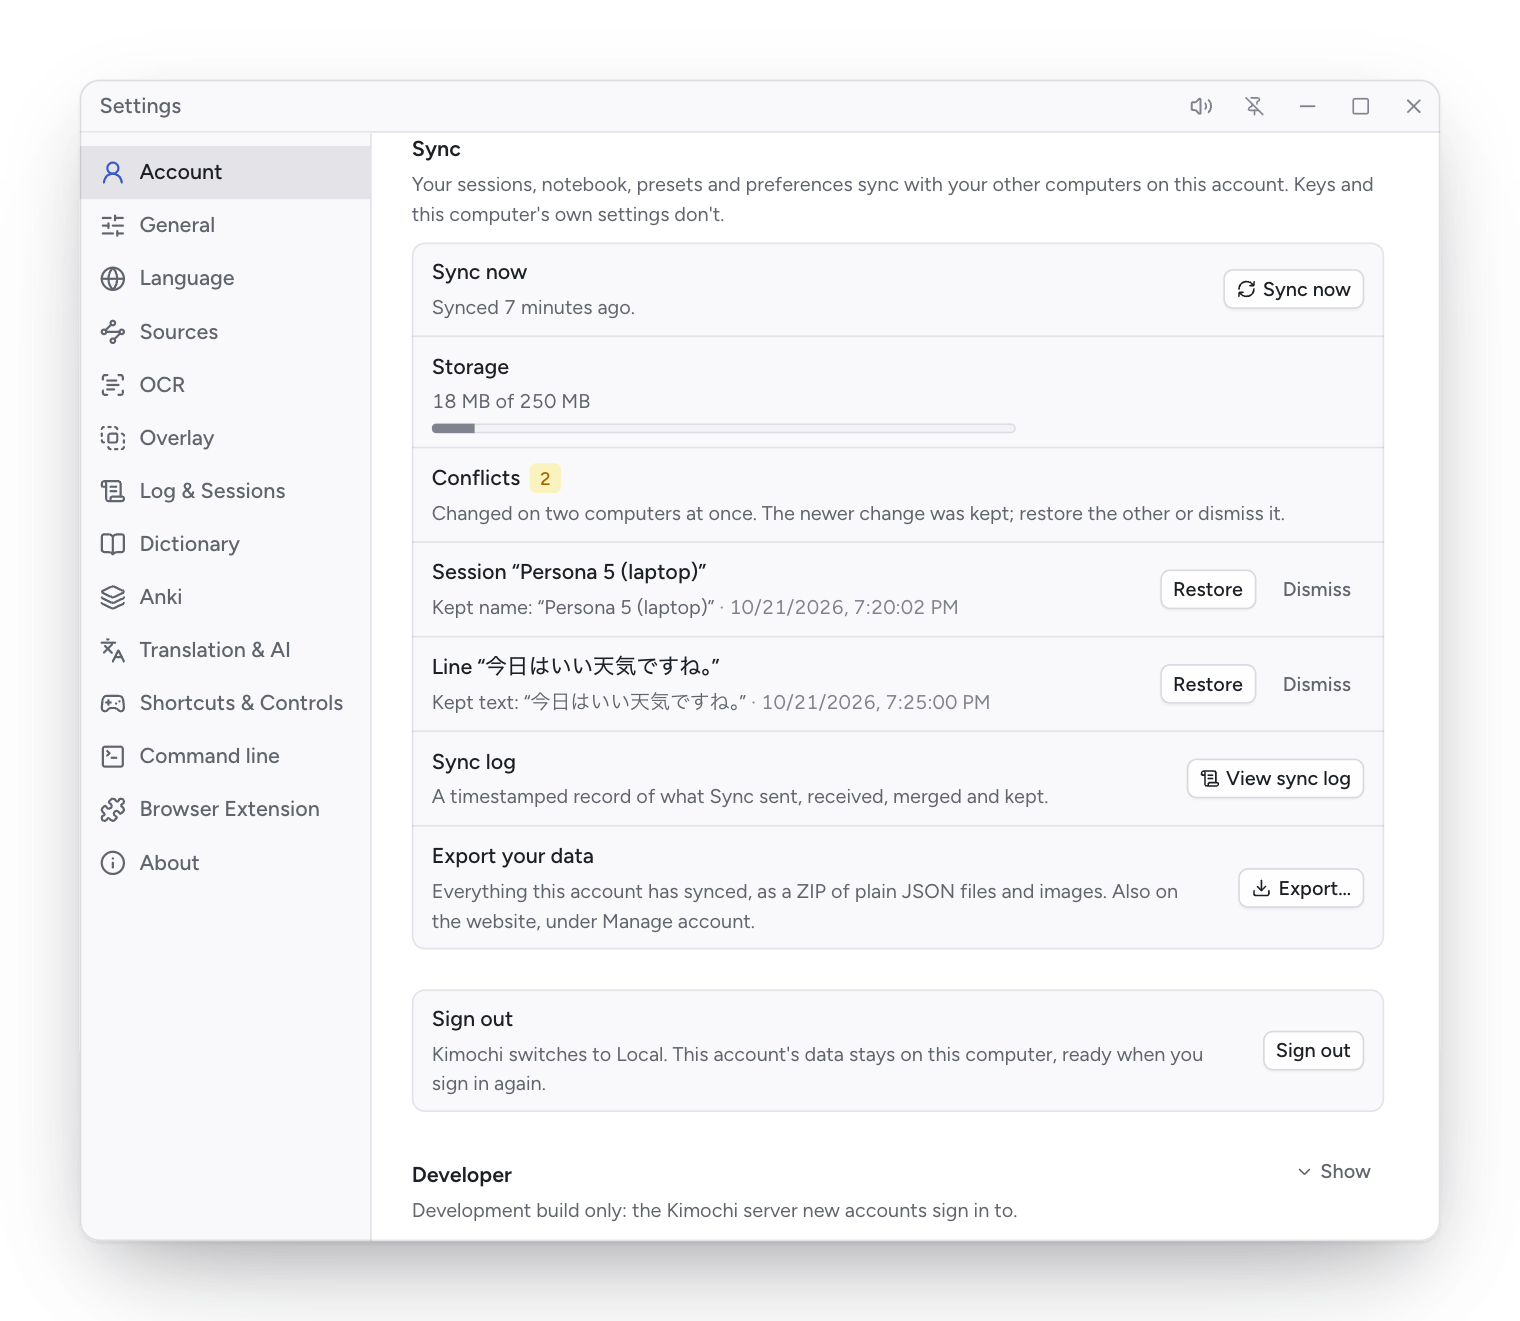 Settings
Account
General
Language
Sources
OCR
Overlay
Log & Sessions
Dictionary
Anki
Translation & AI
Shortcuts & Controls
Command line
Browser Extension
About
Sync
Your sessions, notebook, presets and preferences sync with your other computers on this account. Keys and
this computer's own settings don't.
Sync now
Synced 7 minutes ago.
Sync now
Storage
18 MB of 250 MB
Conflicts 2
Changed on two computers at once. The newer change was kept; restore the other or dismiss it.
Session “Persona 5 (laptop)”
Kept name: “Persona 5 (laptop)” · 10/21/2026, 7:20:02 PM
Restore
Dismiss
Line “今日はいい天気ですね。”
Kept text: “今日はいい天気ですね。” · 10/21/2026, 7:25:00 PM
Restore
Dismiss
Sync log
A timestamped record of what Sync sent, received, merged and kept.
View sync log
Export your data
Everything this account has synced, as a ZIP of plain JSON files and images. Also on
the website, under Manage account.
Export...
Sign out
Kimochi switches to Local. This account's data stays on this computer, ready when you
sign in again.
Sign out
Developer
Show
Development build only: the Kimochi server new accounts sign in to.